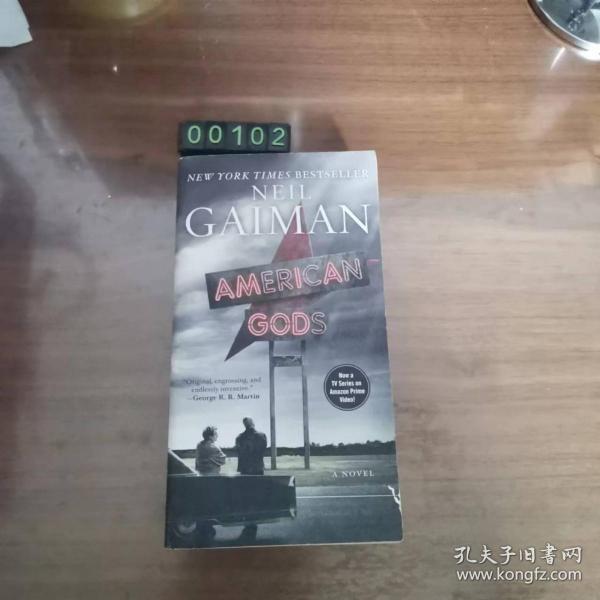 00102
NEW YORK TIMES BESTSELLER
NEIL
GAIMAN
AMERICAN
GODS
"Original, engrossing, and
endlessly inventive."
—George R. R. Martin
Now a
TV Series on
Amazon Prime
Video!
A NOVEL
孔夫子旧書网
www.kongfz.com